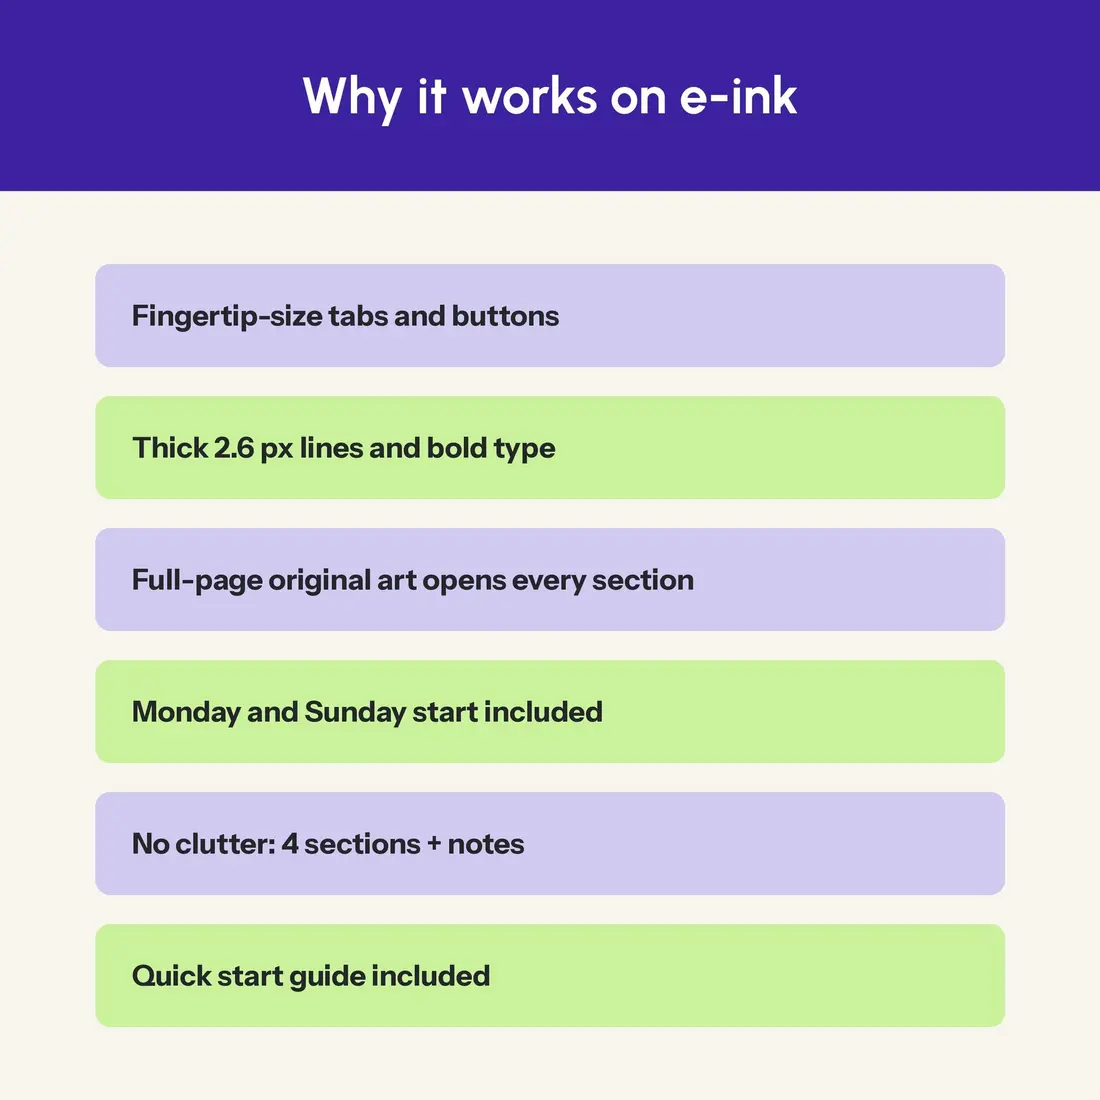 Why it works on e-ink
Fingertip-size tabs and buttons
Thick 2.6 px lines and bold type
Full-page original art opens every section
Monday and Sunday start included
No clutter: 4 sections + notes
Quick start guide included